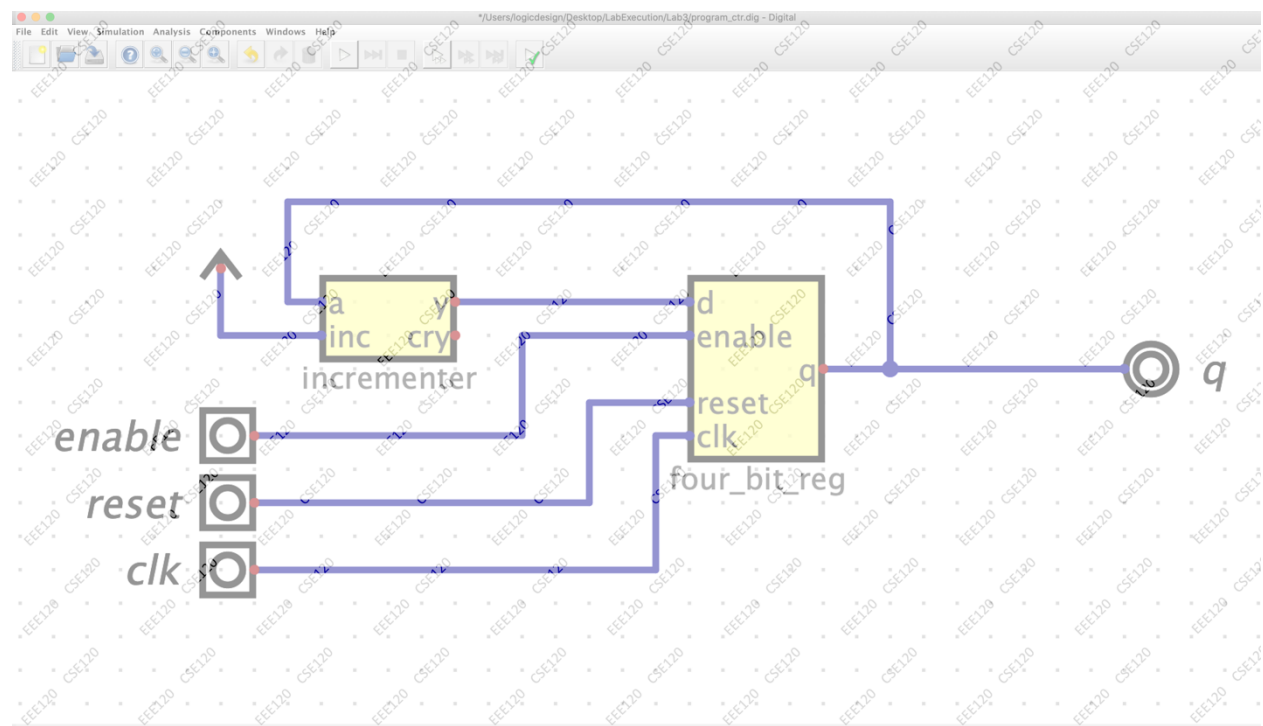 */Users/logicdesign/Desktop/LabExecution/Lab3/program_ctr.dig - Digital
File Edit View Simulation Analysis Components Windows Help
a y d
inc cry enable
incrementer q q
enable reset
clk
reset four_bit_reg
clk
EEE120 CSE120